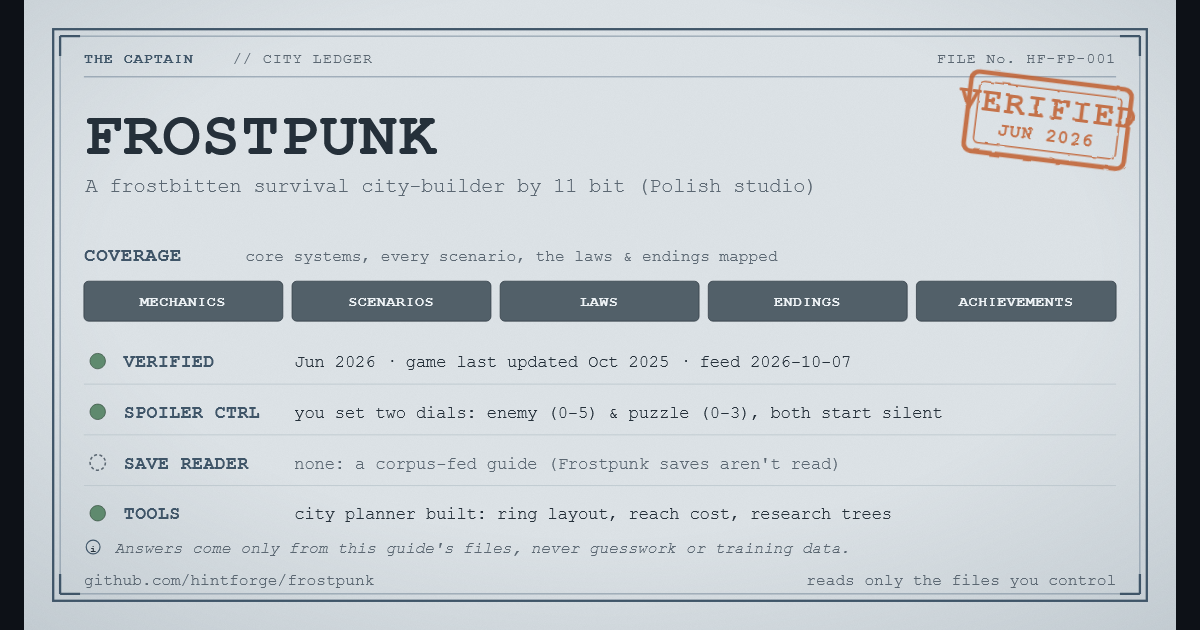 THE CAPTAIN // CITY LEDGER FILE No. HF-FP-001
VERIFIED
JUN 2026
FROSTPUNK
A frostbitten survival city-builder by 11 bit (Polish studio)
COVERAGE core systems, every scenario, the laws & endings mapped
MECHANICS SCENARIOS LAWS ENDINGS ACHIEVEMENTS
VERIFIED Jun 2026 · game last updated Oct 2025 · feed 2026-10-07
SPOILER CTRL you set two dials: enemy (0-5) & puzzle (0-3), both start silent
SAVE READER none: a corpus-fed guide (Frostpunk saves aren't read)
TOOLS city planner built: ring layout, reach cost, research trees
i Answers come only from this guide's files, never guesswork or training data.
github.com/hintforge/frostpunk reads only the files you control